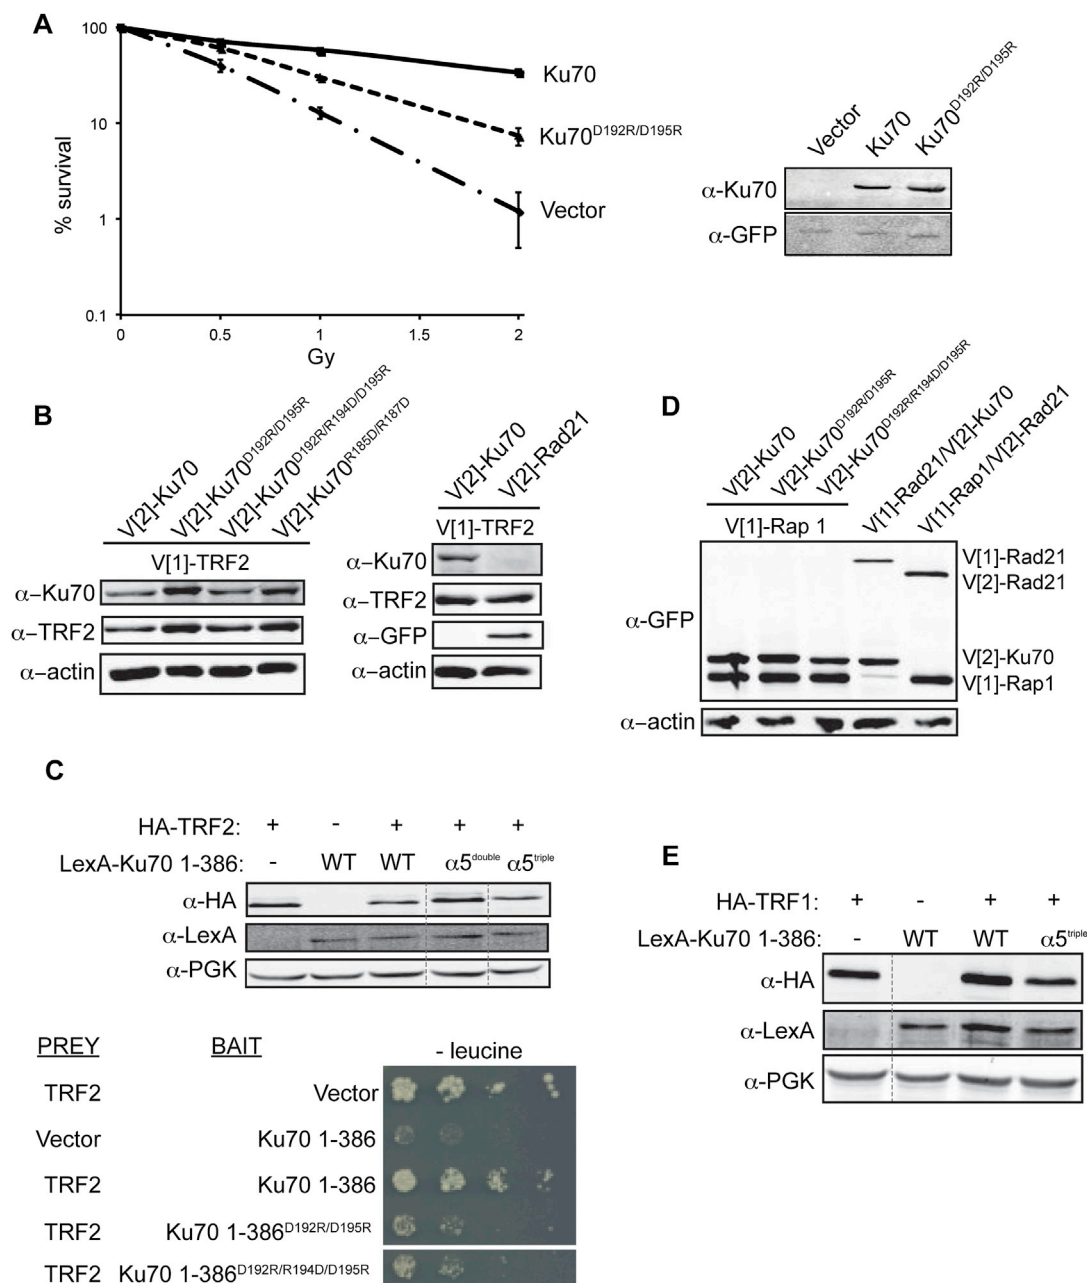 A
100
10
1
0.1
% survival
0 0.5 1 1.5 2
Gy
Ku70
Ku70D192R/D195R
Vector
Vector Ku70 Ku70D192R/D195R
α-Ku70
α-GFP
B
V[2]-Ku70 V[2]-Ku70D192R/D195R V[2]-Ku70D192R/R194D/D195R V[2]-Ku70R185D/R187D
V[1]-TRF2
α–Ku70
α–TRF2
α–actin
V[2]-Ku70 V[2]-Rad21
V[1]-TRF2
α–Ku70
α–TRF2
α–GFP
α–actin
D
V[2]-Ku70 V[2]-Ku70D192R/D195R V[2]-Ku70D192R/R194D/D195R V[1]-Rad21/V[2]-Ku70 V[1]-Rap1/V[2]-Rad21
V[1]-Rap 1
α-GFP
V[1]-Rad21
V[2]-Rad21
V[2]-Ku70
V[1]-Rap1
α–actin
C
HA-TRF2: + - + + +
LexA-Ku70 1-386: - WT WT α5double α5triple
α-HA
α-LexA
α-PGK
PREY BAIT - leucine
TRF2 Vector
Vector Ku70 1-386
TRF2 Ku70 1-386
TRF2 Ku70 1-386D192R/D195R
TRF2 Ku70 1-386D192R/R194D/D195R
E
HA-TRF1: + - + +
LexA-Ku70 1-386: - WT WT α5triple
α-HA
α-LexA
α-PGK